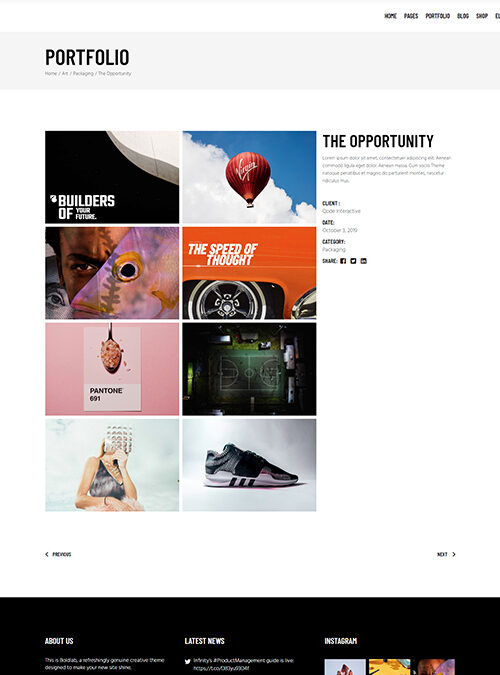 HOME PAGES PORTFOLIO BLOG SHOP
PORTFOLIO
Home / Art / Packaging / The Opportunity
BUILDERS
OF YOUR
FUTURE.
Virgin
THE OPPORTUNITY
Lorem ipsum dolor sit amet, consectetuer adipiscing elit. Aenean
commodo ligula eget dolor. Aenean massa. Cum sociis Theme
natoque penatibus et magnis dis parturient montes, nascetur
ridiculus mus.
CLIENT :
Qode Interactive
DATE:
October 3, 2019
CATEGORY:
Packaging
SHARE:
THE SPEED OF
THOUGHT
PANTONE
691
PREVIOUS
NEXT
ABOUT US
This is Boldlab, a refreshingly genuine creative theme
designed to make your new site shine.
LATEST NEWS
Infinity's #ProductManagement guide is live:
INSTAGRAM